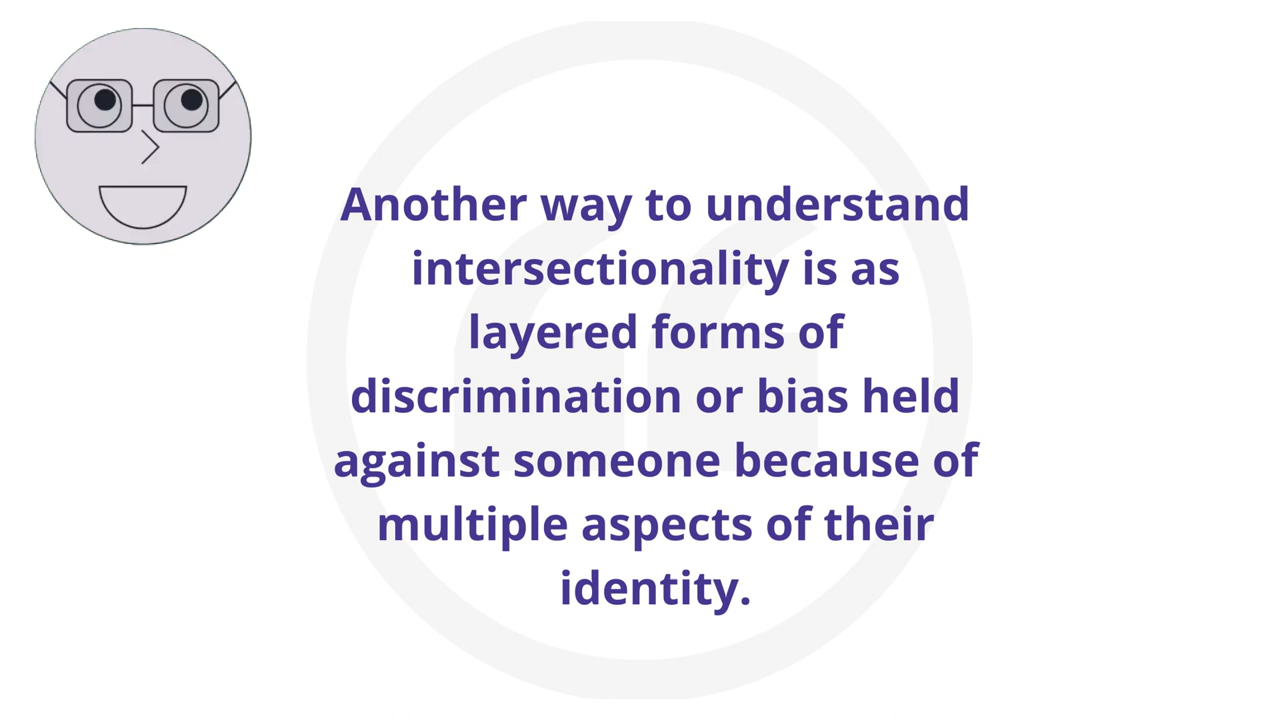 Another way to understand
intersectionality is as
layered forms of
discrimination or bias held
against someone because of
multiple aspects of their
identity.